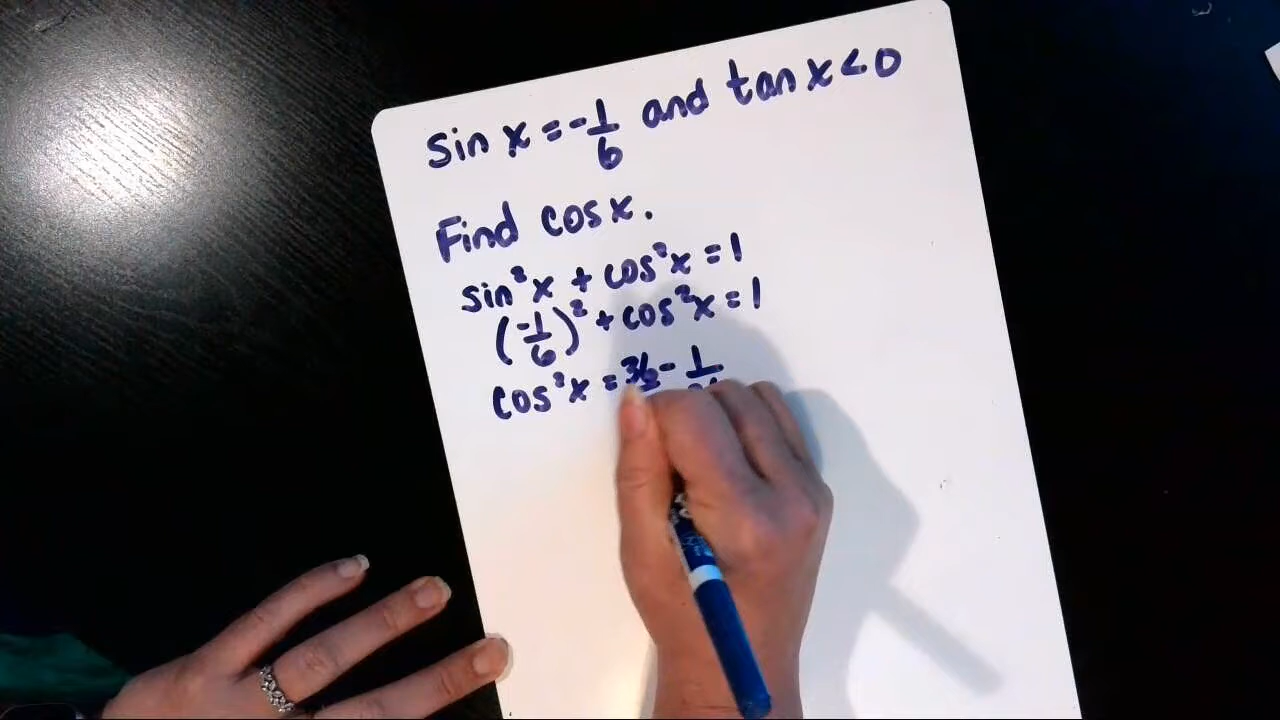 sin x = -1/6 and tan x < 0
Find cos x.
sin²x + cos²x = 1
(-1/6)² + cos²x = 1
cos²x = 36 - 1